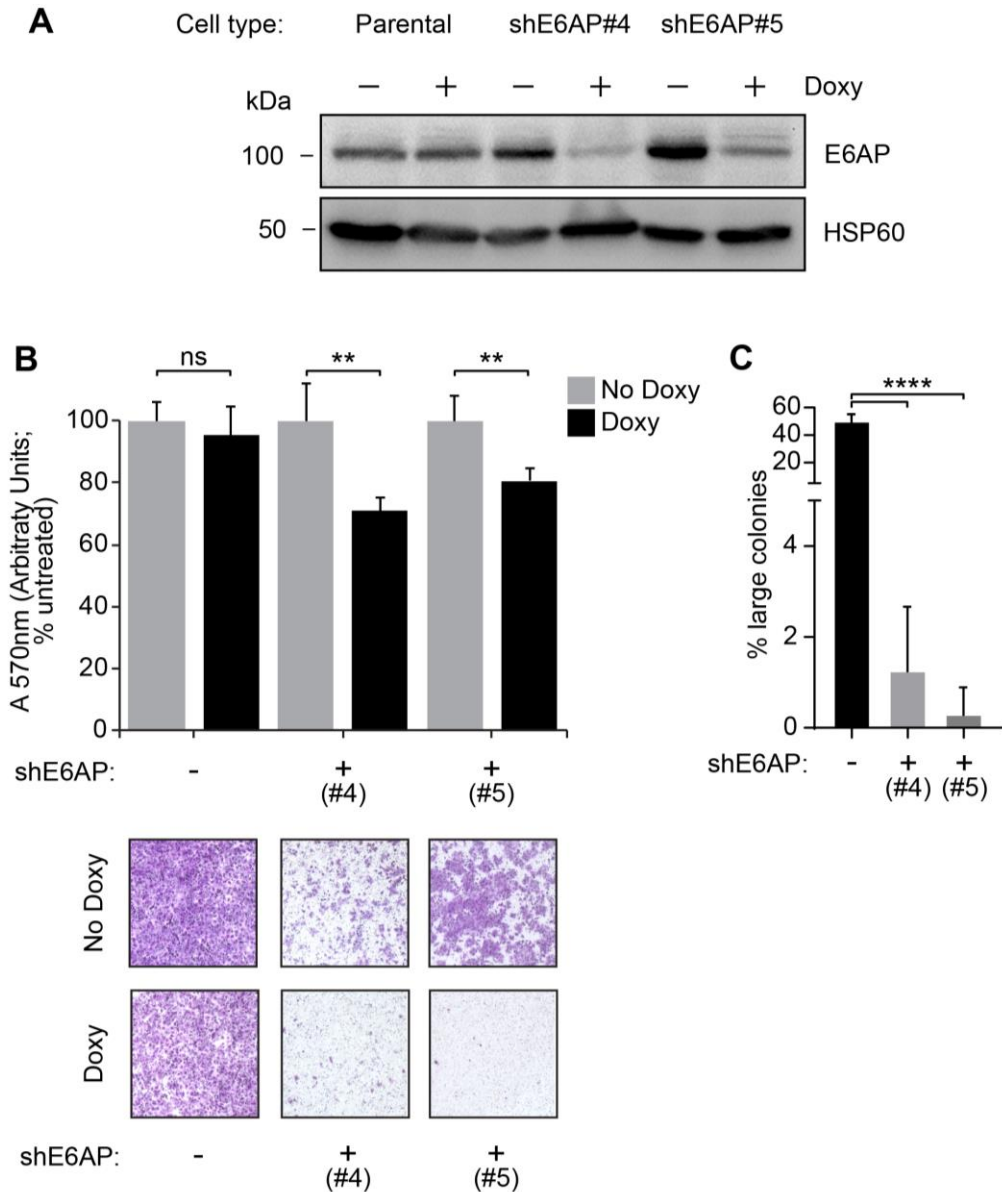 A
Cell type: Parental shE6AP#4 shE6AP#5
kDa − + − + − + Doxy
100 – E6AP
50 – HSP60
B
ns ** **
No Doxy
Doxy
A 570nm (Arbitraty Units;
% untreated)
100
80
60
40
20
0
shE6AP: - + +
(#4) (#5)
C
****
% large colonies
60
40
20
4
2
0
shE6AP: - + +
(#4) (#5)
No Doxy
Doxy
shE6AP: - + +
(#4) (#5)